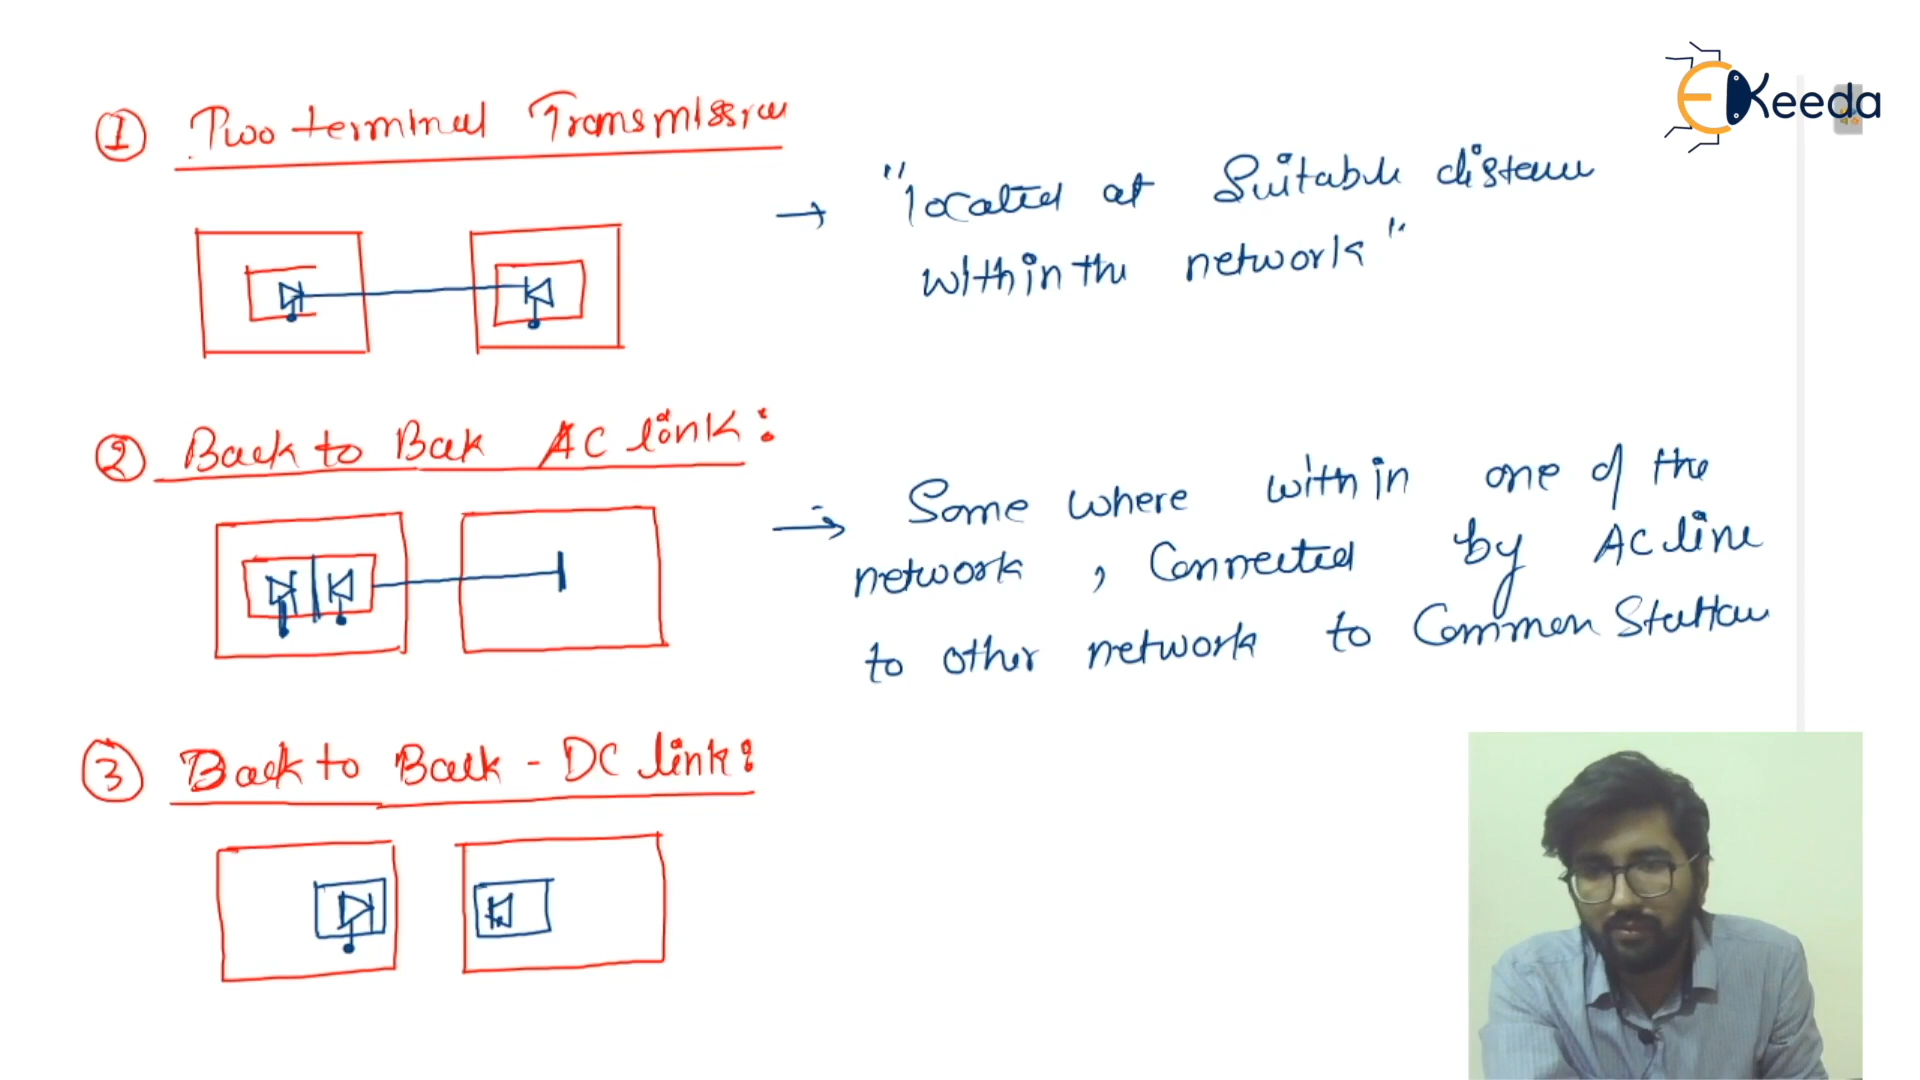 EKeeda
① Two terminal Transmission
→ "located at Suitable distance
within the network"
② Back to Back AC link:
→ Some where within one of the
network, Connected by AC line
to other network to Common Station
③ Back to Back - DC link: